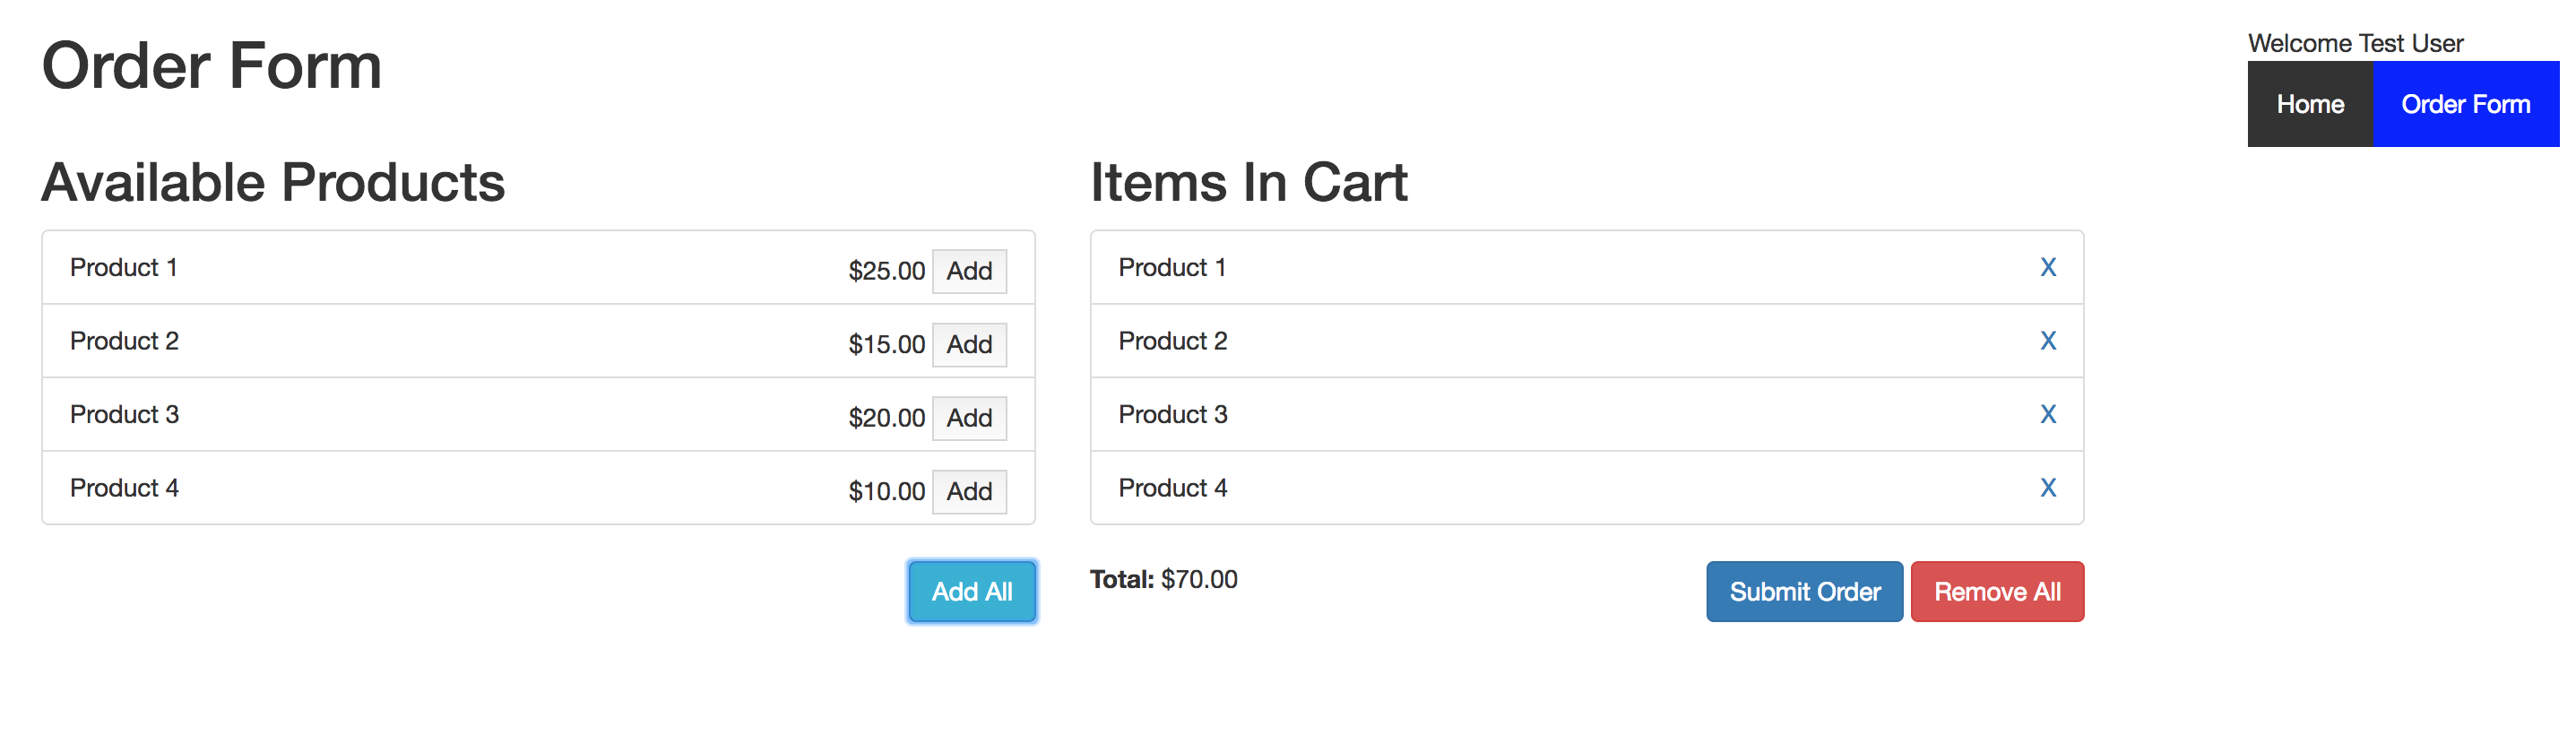 Order Form
Welcome Test User
Home Order Form
Available Products
Product 1 $25.00 Add
Product 2 $15.00 Add
Product 3 $20.00 Add
Product 4 $10.00 Add
Add All
Items In Cart
Product 1 X
Product 2 X
Product 3 X
Product 4 X
Total: $70.00 Submit Order Remove All